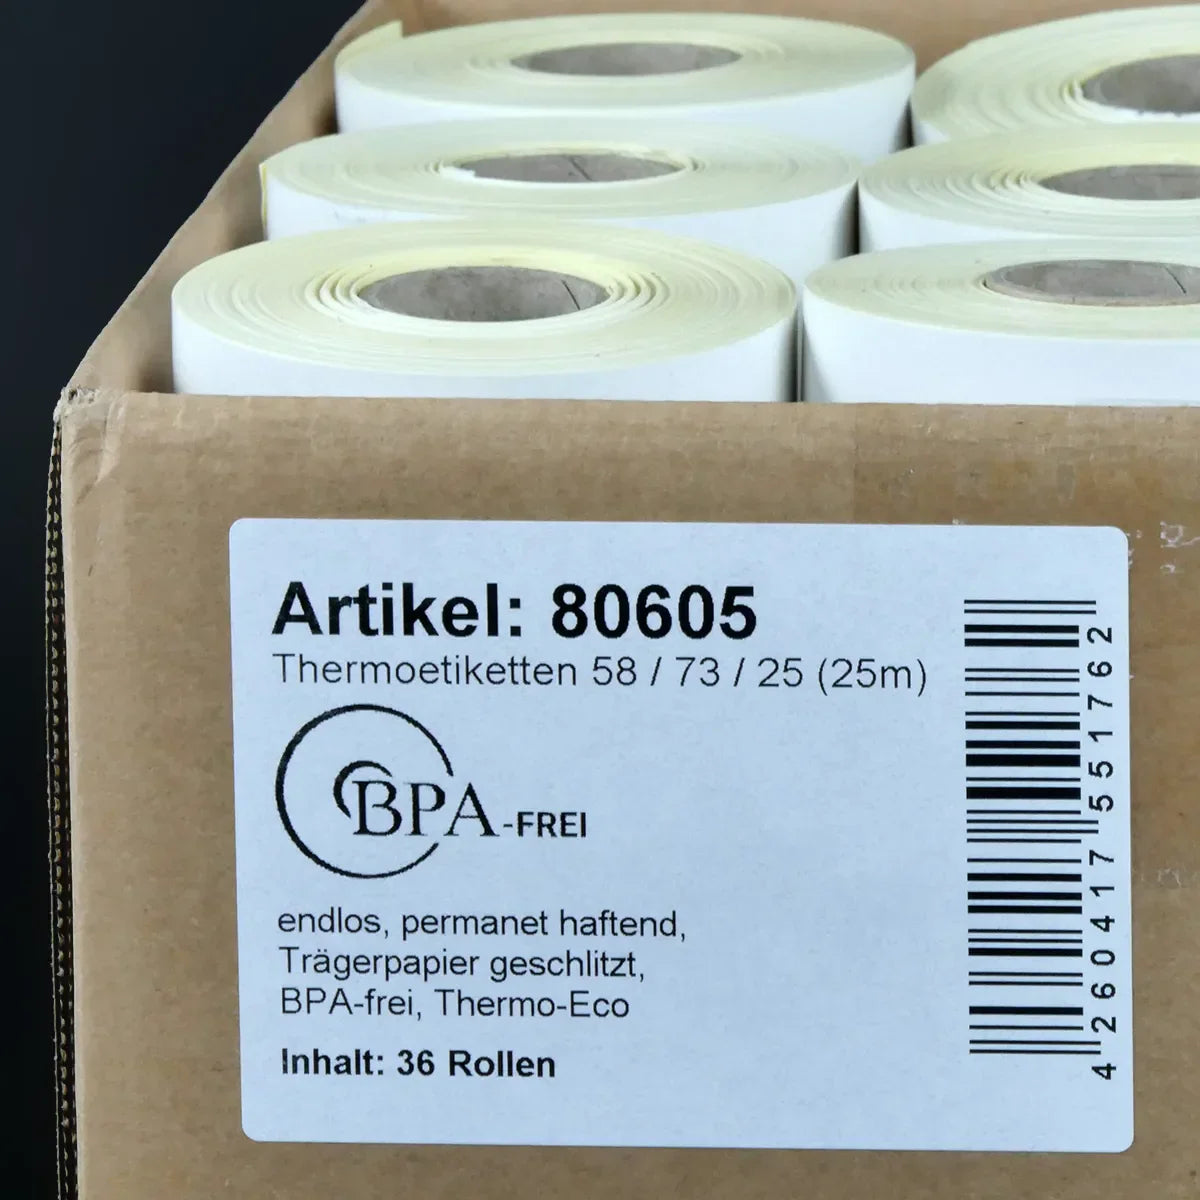 Artikel: 80605
Thermoetiketten 58 / 73 / 25 (25m)
BPA-FREI
endlos, permanet haftend,
Trägerpapier geschlitzt,
BPA-frei, Thermo-Eco
Inhalt: 36 Rollen
4 260417 551762